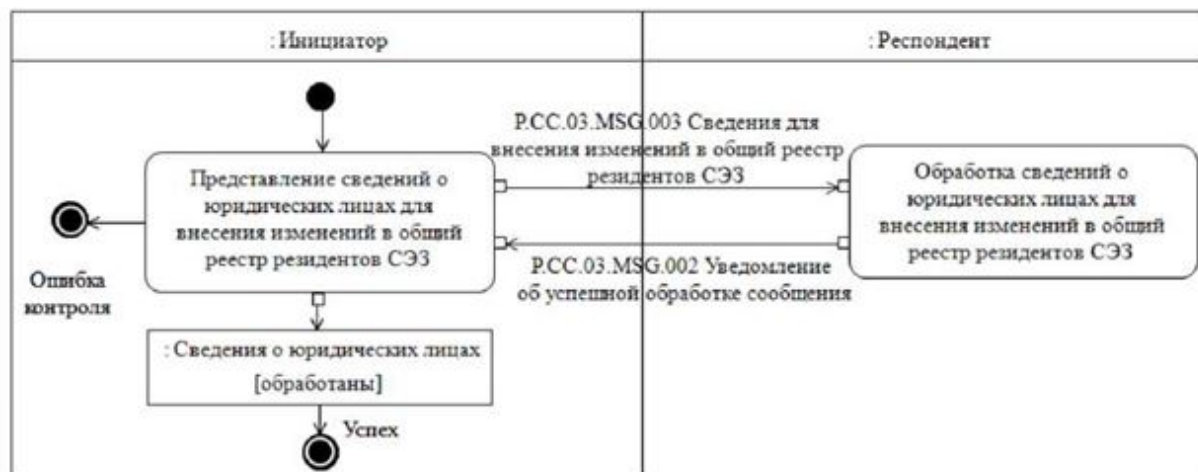 : Инициатор
: Респондент
P.CC.03.MSG.003 Сведения для
внесения изменений в общий реестр
резидентов СЭЗ
Представление сведений о
юридических лицах для
внесения изменений в общий
реестр резидентов СЭЗ
Обработка сведений о
юридических лицах для
внесения изменений в общий
реестр резидентов СЭЗ
P.CC.03.MSG.002 Уведомление
об успешной обработке сообщения
Ошибка
контроля
: Сведения о юридических лицах
[обработаны]
Успех